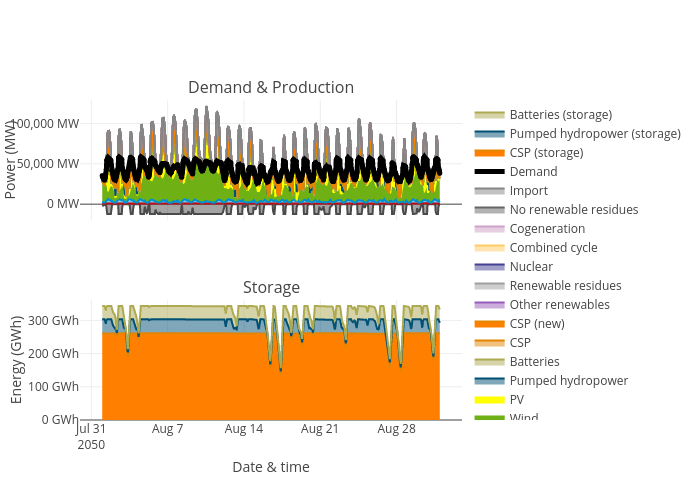 Demand & Production
Power (MW)
100,000 MW
50,000 MW
0 MW
Storage
Energy (GWh)
300 GWh
200 GWh
100 GWh
0 GWh
Jul 31
2050
Aug 7
Aug 14
Aug 21
Aug 28
Date & time
Batteries (storage)
Pumped hydropower (storage)
CSP (storage)
Demand
Import
No renewable residues
Cogeneration
Combined cycle
Nuclear
Renewable residues
Other renewables
CSP (new)
CSP
Batteries
Pumped hydropower
PV
Wind